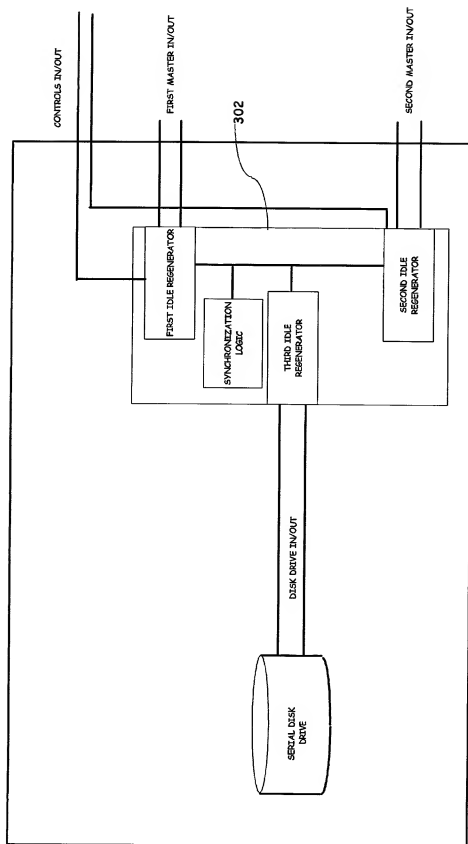 CONTROLS IN/OUT
FIRST MASTER IN/OUT
SECOND MASTER IN/OUT
302
FIRST IDLE REGENERATOR
SYNCHRONIZATION
LOGIC
THIRD IDLE
REGENERATOR
SECOND IDLE
REGENERATOR
DISK DRIVE IN/OUT
SERIAL DISK
DRIVE